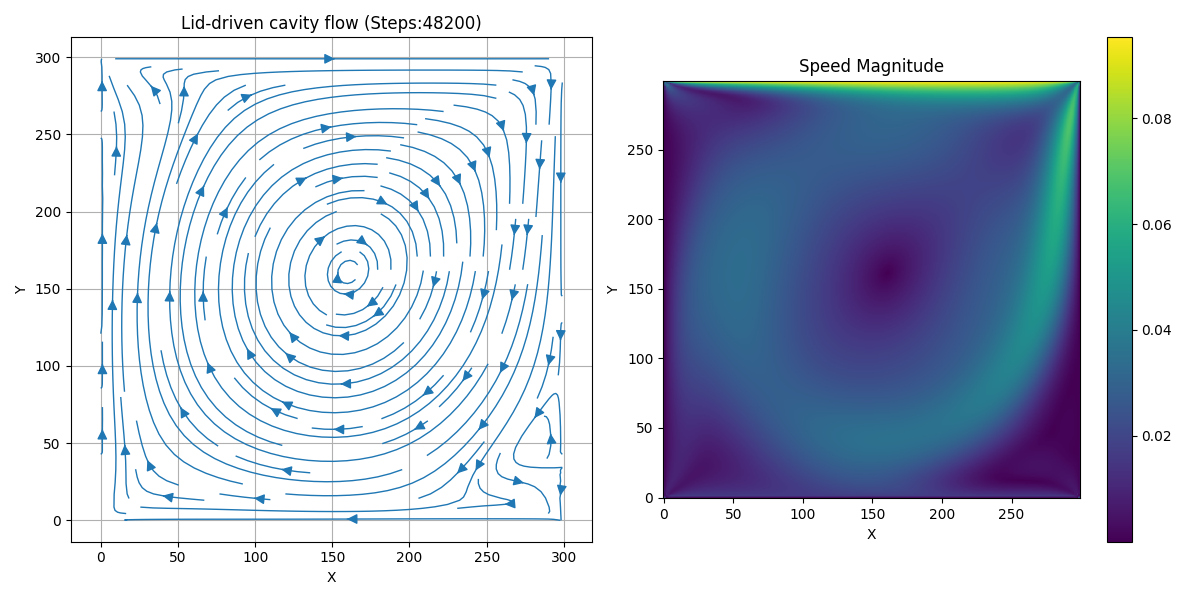 Lid-driven cavity flow (Steps:48200)
300
250
200
150
100
50
0
Y
0 50 100 150 200 250 300
X
Speed Magnitude
250
200
150
100
50
0
Y
0 50 100 150 200 250
X
0.08
0.06
0.04
0.02